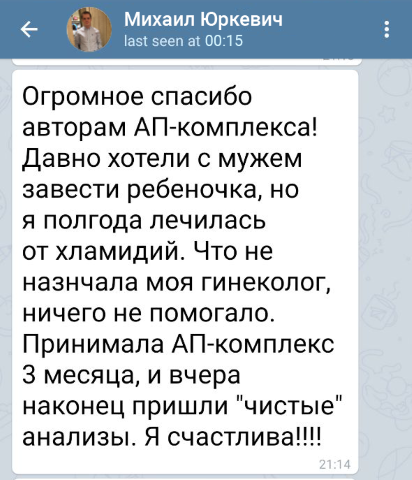 Михаил Юркевич
last seen at 00:15
Огромное спасибо
авторам АП-комплекса!
Давно хотели с мужем
завести ребеночка, но
я полгода лечилась
от хламидий. Что не
назнчала моя гинеколог,
ничего не помогало.
Принимала АП-комплекс
3 месяца, и вчера
наконец пришли "чистые"
анализы. Я счастлива!!!!
21:14